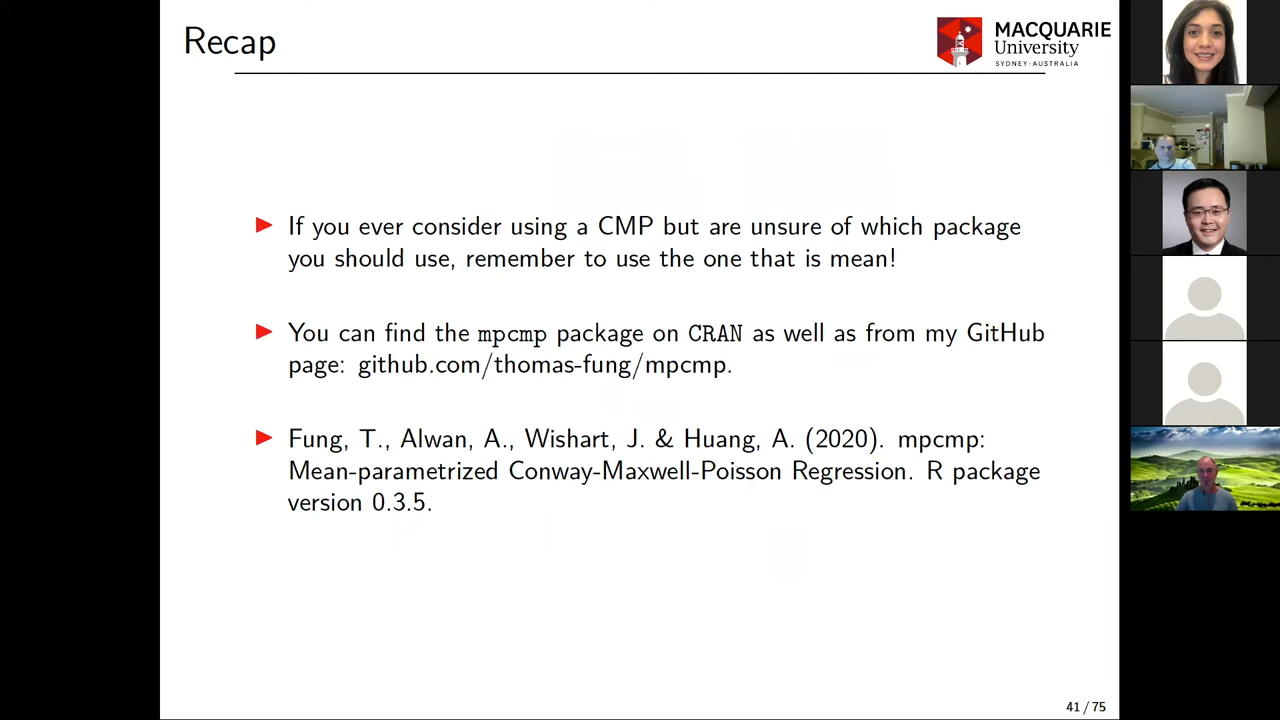 Recap
MACQUARIE
University
SYDNEY·AUSTRALIA
If you ever consider using a CMP but are unsure of which package
you should use, remember to use the one that is mean!
You can find the mpcmp package on CRAN as well as from my GitHub
page: github.com/thomas-fung/mpcmp.
Fung, T., Alwan, A., Wishart, J. & Huang, A. (2020). mpcmp:
Mean-parametrized Conway-Maxwell-Poisson Regression. R package
version 0.3.5.
41 / 75